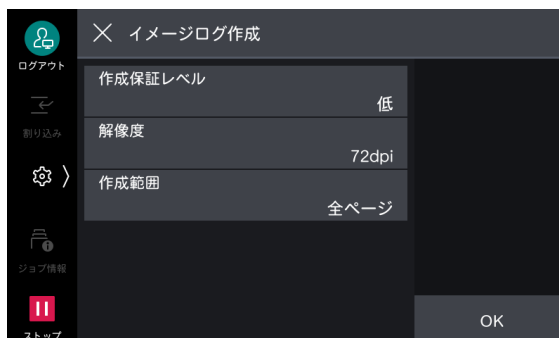 イメージログ作成
ログアウト
作成保証レベル
低
割り込み
解像度
72dpi
作成範囲
全ページ
ジョブ情報
ストップ
OK